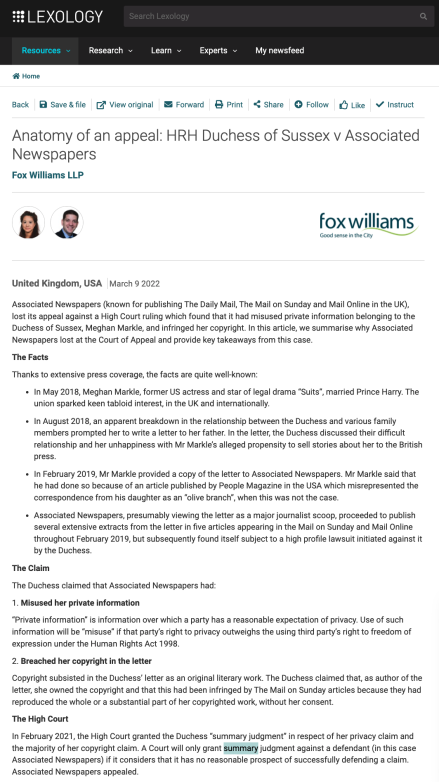 LEXOLOGY
Search Lexology
Resources
Research
Learn
Experts
My newsfeed
Home
Back
Save & file
View original
Forward
Print
Share
Follow
Like
Instruct
Anatomy of an appeal: HRH Duchess of Sussex v Associated
Newspapers
Fox Williams LLP
foxwilliams
Good sense in the City
United Kingdom, USA | March 9 2022
Associated Newspapers (known for publishing The Daily Mail, The Mail on Sunday and Mail Online in the UK),
lost its appeal against a High Court ruling which found that it had misused private information belonging to the
Duchess of Sussex, Meghan Markle, and infringed her copyright. In this article, we summarise why Associated
Newspapers lost at the Court of Appeal and provide key takeaways from this case.
The Facts
Thanks to extensive press coverage, the facts are quite well-known:
• In May 2018, Meghan Markle, former US actress and star of legal drama "Suits", married Prince Harry. The
union sparked keen tabloid interest, in the UK and internationally.
• In August 2018, an apparent breakdown in the relationship between the Duchess and various family
members prompted her to write a letter to her father. In the letter, the Duchess discussed their difficult
relationship and her unhappiness with Mr Markle's alleged propensity to sell stories about her to the British
press.
• In February 2019, Mr Markle provided a copy of the letter to Associated Newspapers. Mr Markle said that
he had done so because of an article published by People Magazine in the USA which misrepresented the
correspondence from his daughter as an "olive branch", when this was not the case.
• Associated Newspapers, presumably viewing the letter as a major journalist scoop, proceeded to publish
several extensive extracts from the letter in five articles appearing in the Mail on Sunday and Mail Online
throughout February 2019, but subsequently found itself subject to a high profile lawsuit initiated against it
by the Duchess.
The Claim
The Duchess claimed that Associated Newspapers had:
1. Misused her private information
"Private information" is information over which a party has a reasonable expectation of privacy. Use of such
information will be "misuse" if that party's right to privacy outweighs the using third party's right to freedom of
expression under the Human Rights Act 1998.
2. Breached her copyright in the letter
Copyright subsisted in the Duchess' letter as an original literary work. The Duchess claimed that, as author of the
letter, she owned the copyright and that this had been infringed by The Mail on Sunday articles because they had
reproduced the whole or a substantial part of her copyrighted work, without her consent.
The High Court
In February 2021, the High Court granted the Duchess "summary judgment" in respect of her privacy claim and
the majority of her copyright claim. A Court will only grant summary judgment against a defendant (in this case
Associated Newspapers) if it considers that it has no reasonable prospect of successfully defending a claim.
Associated Newspapers appealed.